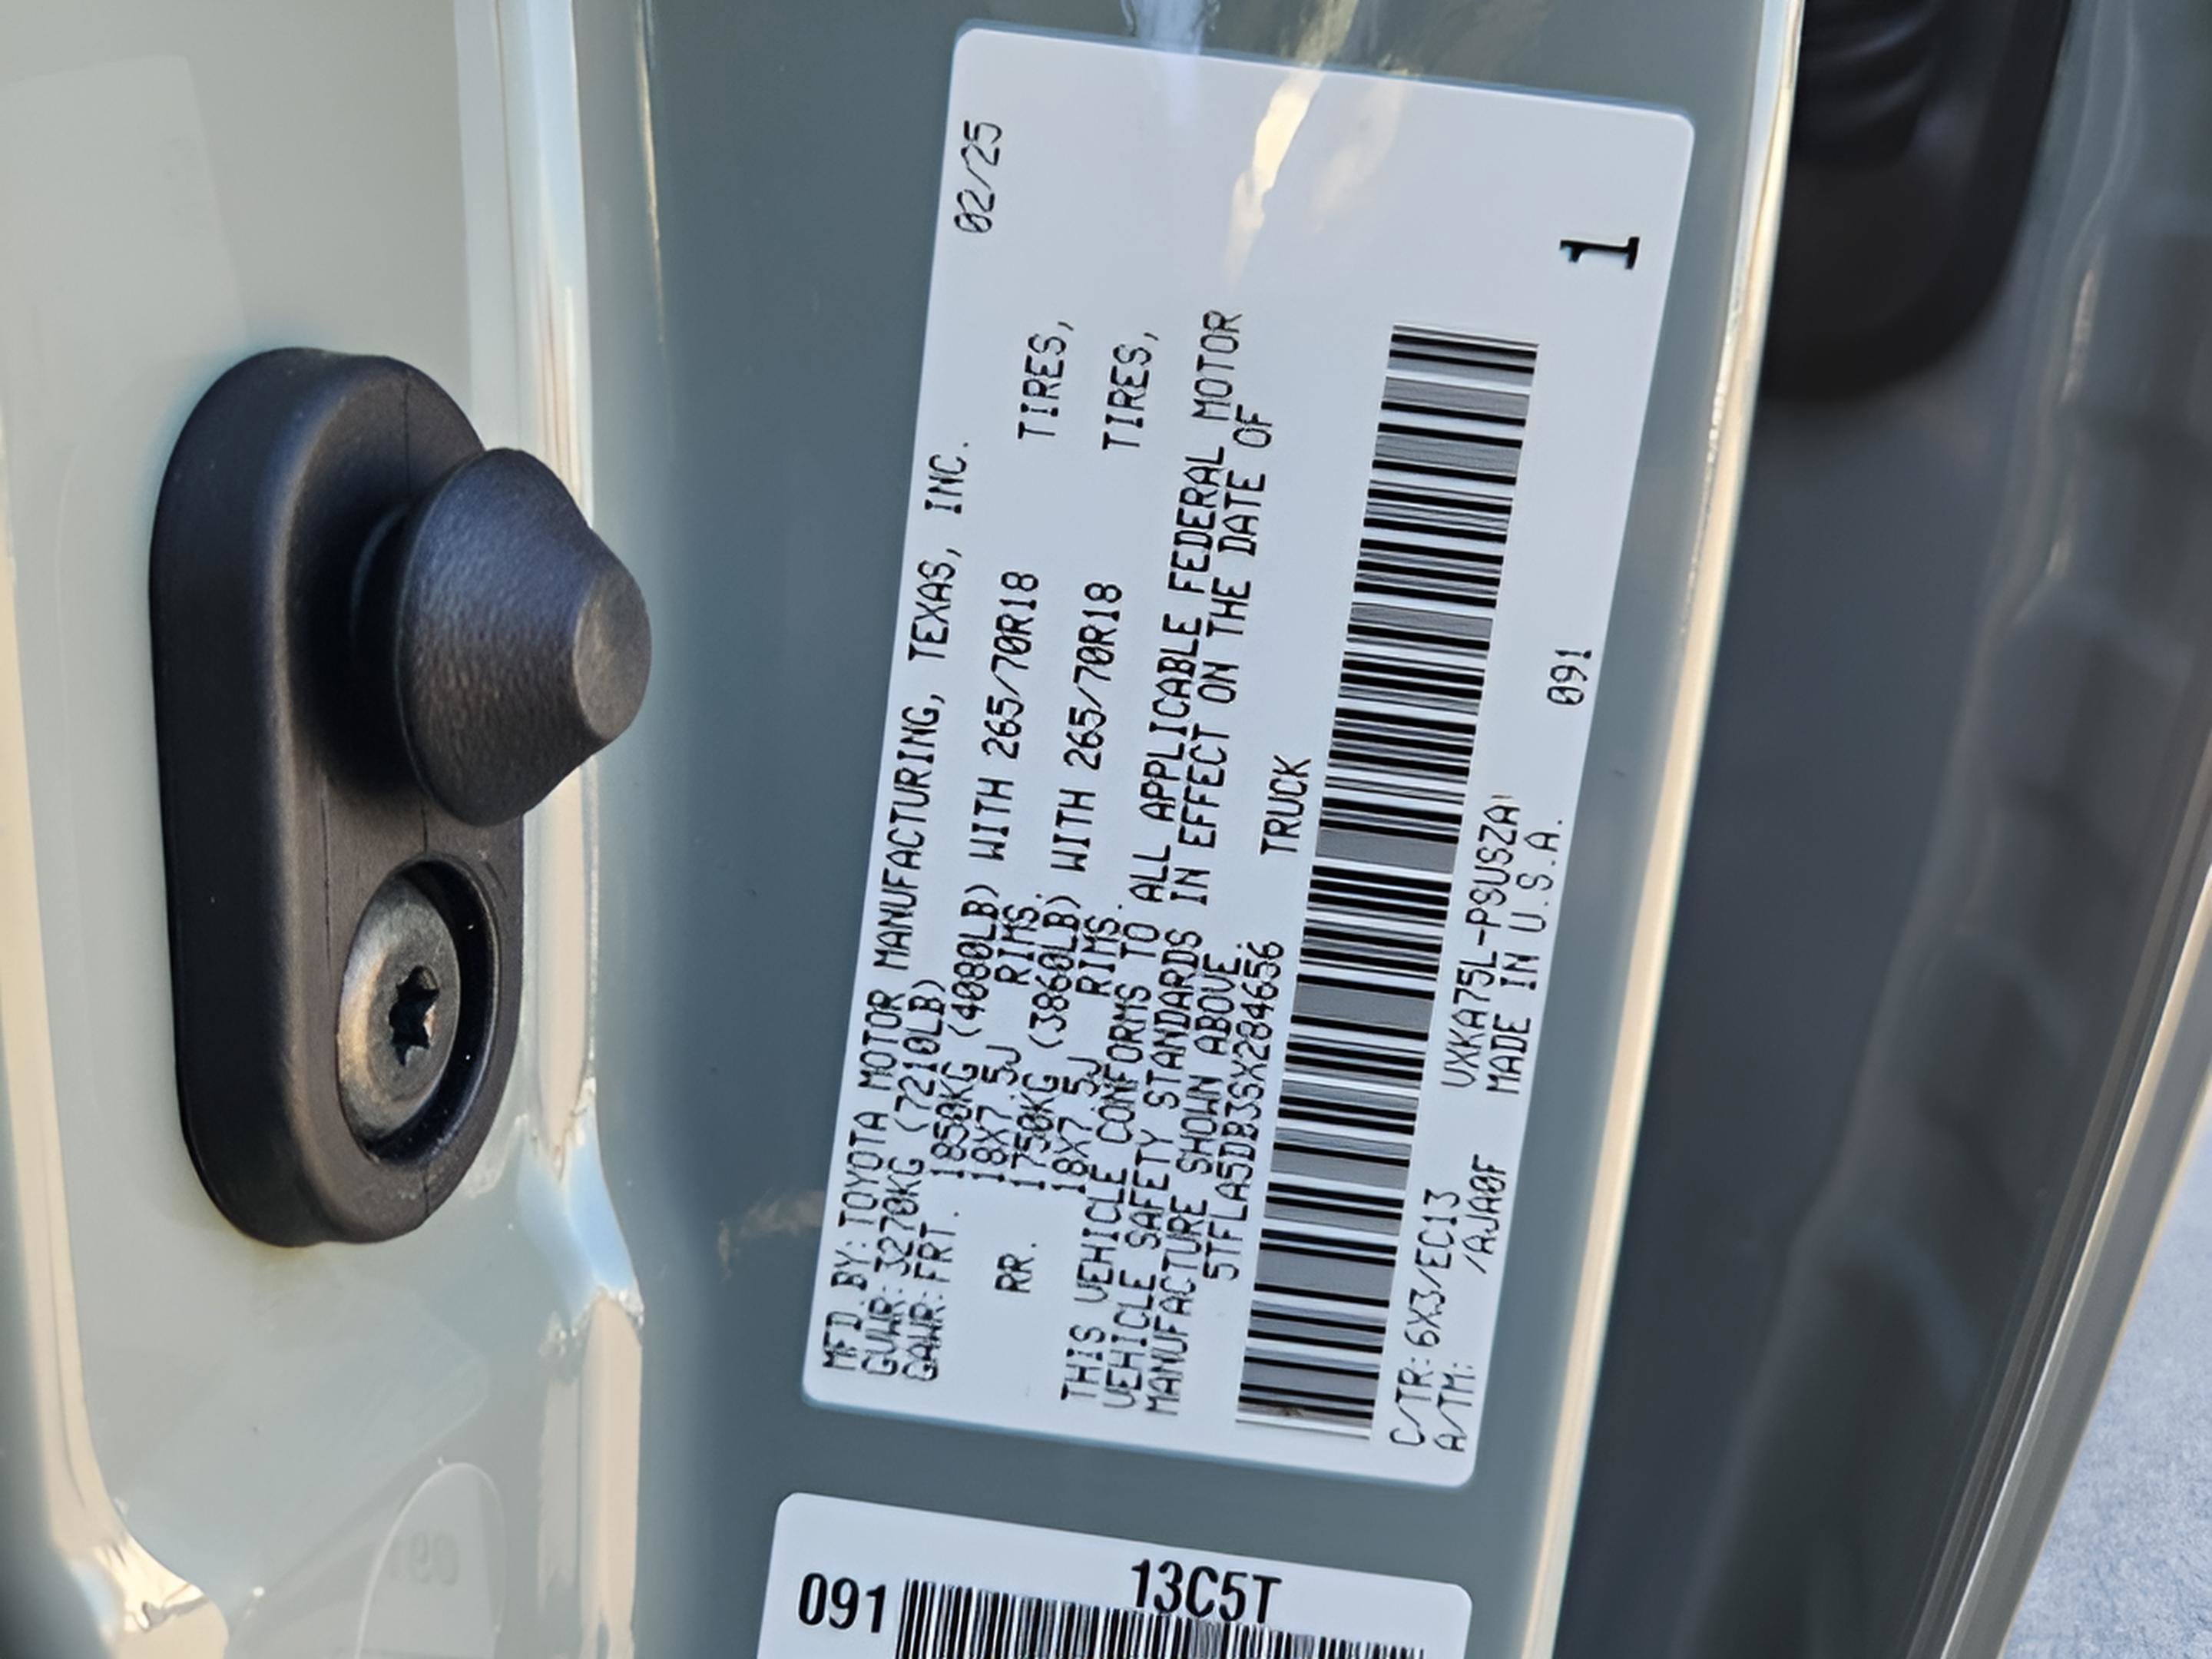 MFD.BY:TOYOTA MOTOR MANUFACTURING, TEXAS, INC. 02/25
GVWR:3270KG(7210LB)
GAWR:FRT. 1850KG(4080LB) WITH 265/70R18 TIRES,
18X7.5J RIMS,
RR. 1750KG(3860LB) WITH 265/70R18 TIRES,
18X7.5J RIMS.
THIS VEHICLE CONFORMS TO ALL APPLICABLE FEDERAL MOTOR
VEHICLE SAFETY STANDARDS IN EFFECT ON THE DATE OF
MANUFACTURE SHOWN ABOVE.
5TFLA5DB3SX284656 TRUCK
C/TR:6X3/EC13 VXKA75L-PSUSZA
A/TM: /AJA0F MADE IN U.S.A. 091
1
091
13C5T